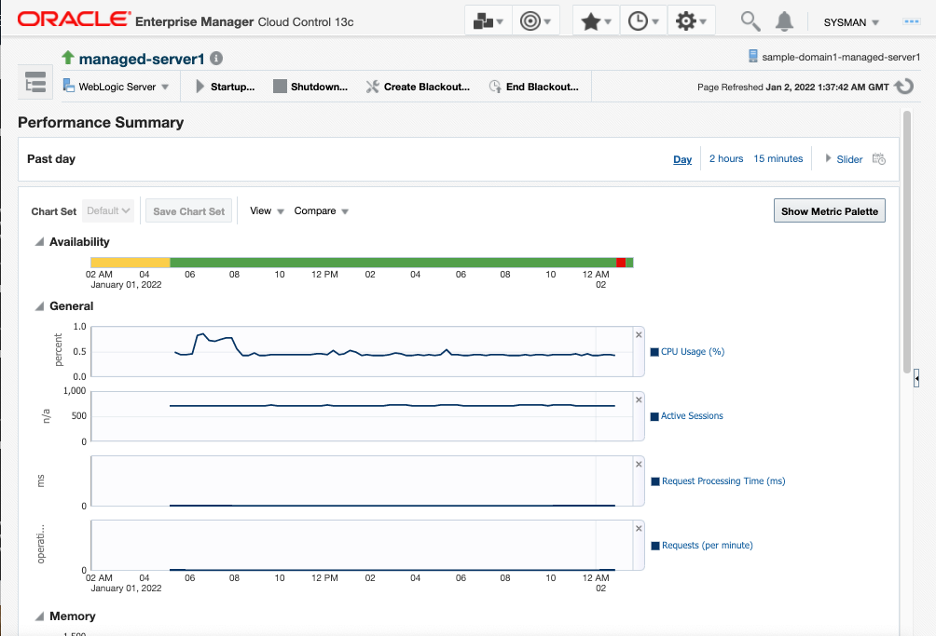 ORACLE® Enterprise Manager Cloud Control 13c
SYSMAN
managed-server1
sample-domain1-managed-server1
WebLogic Server Startup... Shutdown... Create Blackout... End Blackout...
Page Refreshed Jan 2, 2022 1:37:42 AM GMT
Performance Summary
Past day
Day 2 hours 15 minutes Slider
Chart Set Default Save Chart Set View Compare Show Metric Palette
Availability
02 AM 04 06 08 10 12 PM 02 04 06 08 10 12 AM
January 01, 2022 02
General
percent
1.0
0.5
0.0
CPU Usage (%)
n/a
1,000
500
0
Active Sessions
ms
0
Request Processing Time (ms)
operati...
0
Requests (per minute)
02 AM 04 06 08 10 12 PM 02 04 06 08 10 12 AM
January 01, 2022 02
Memory